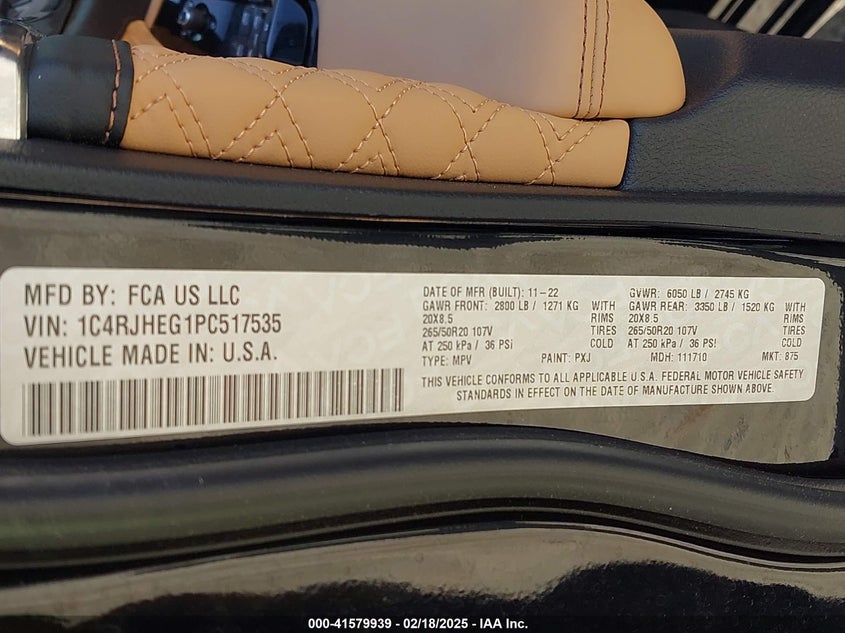 MFD BY: FCA US LLC
VIN: 1C4RJHEG1PC517535
VEHICLE MADE IN: U.S.A.
DATE OF MFR (BUILT): 11-22
GAWR FRONT: 2800 LB / 1271 KG WITH
20X8.5 RIMS
265/50R20 107V TIRES
AT 250 kPa / 36 PSi COLD
TYPE: MPV PAINT: PXJ
GVWR: 6050 LB / 2745 KG
GAWR REAR: 3350 LB / 1520 KG WITH
20X8.5 RIMS
265/50R20 107V TIRES
AT 250 kPa / 36 PSi COLD
MDH: 111710 MKT: 875
THIS VEHICLE CONFORMS TO ALL APPLICABLE U.S.A. FEDERAL MOTOR VEHICLE SAFETY
STANDARDS IN EFFECT ON THE DATE OF MANUFACTURE SHOWN ABOVE.
000-41579939 - 02/18/2025 - IAA Inc.